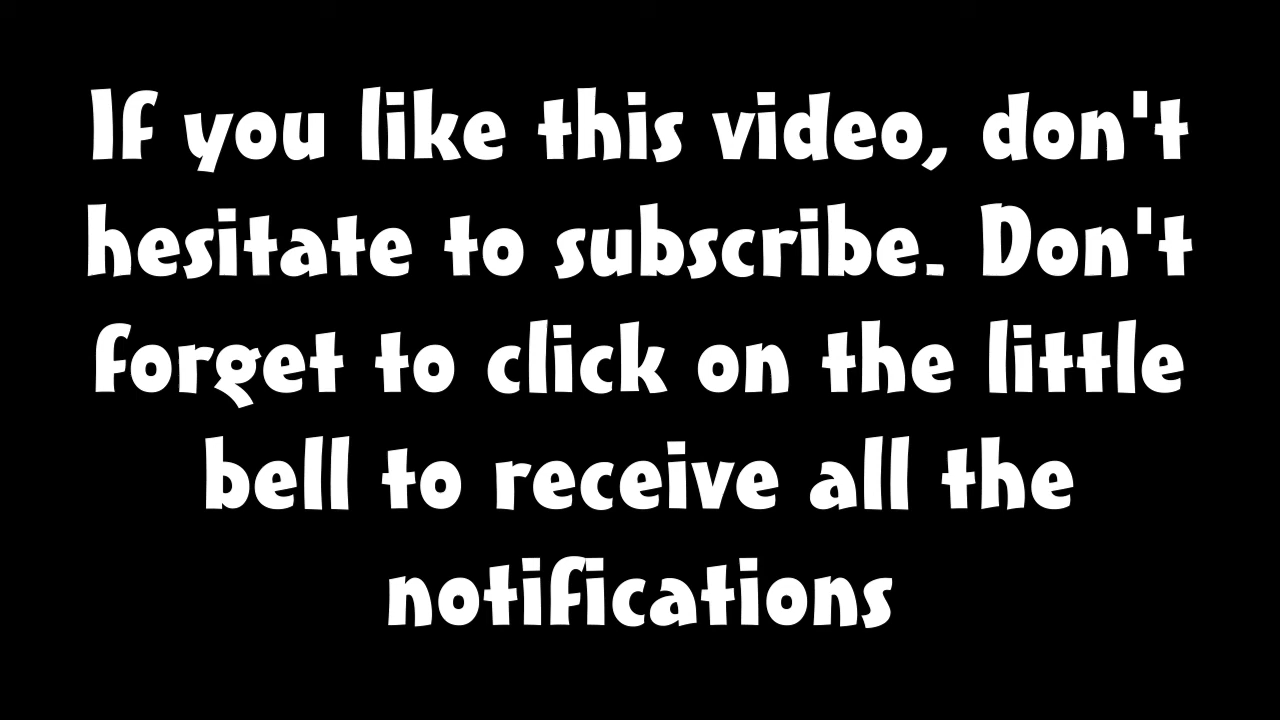 If you like this video, don't
hesitate to subscribe. Don't
forget to click on the little
bell to receive all the
notifications